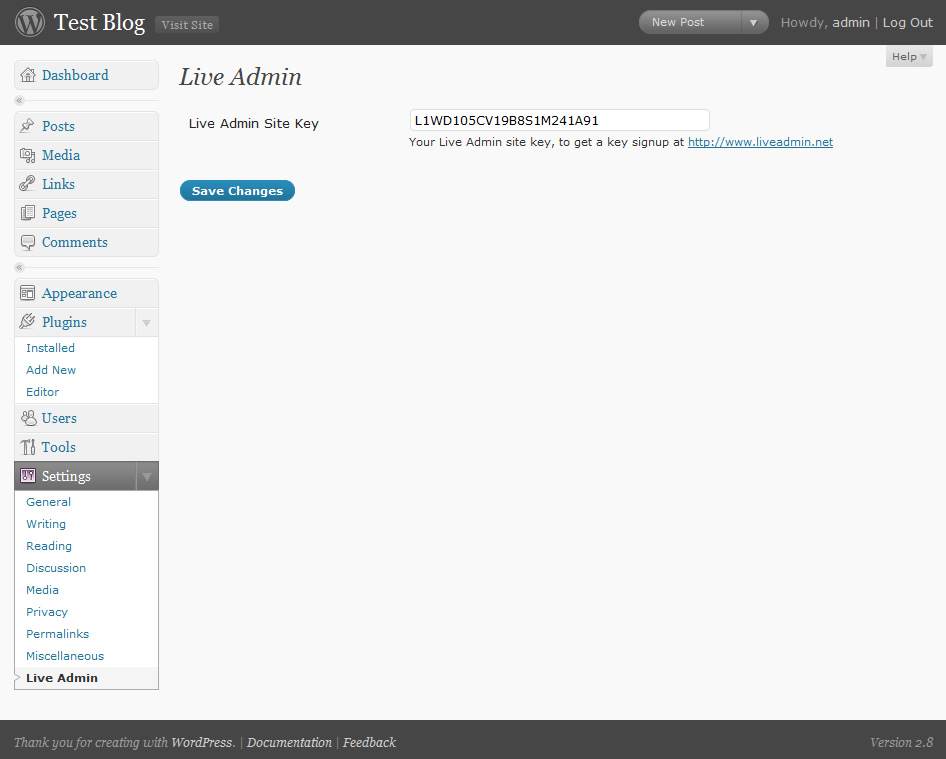 Test Blog Visit Site New Post Howdy, admin | Log Out
Help
Dashboard
Posts
Media
Links
Pages
Comments
Appearance
Plugins
Installed
Add New
Editor
Users
Tools
Settings
General
Writing
Reading
Discussion
Media
Privacy
Permalinks
Miscellaneous
Live Admin
Live Admin
Live Admin Site Key L1WD105CV19B8S1M241A91
Your Live Admin site key, to get a key signup at http://www.liveadmin.net
Save Changes
Thank you for creating with WordPress. | Documentation | Feedback Version 2.8